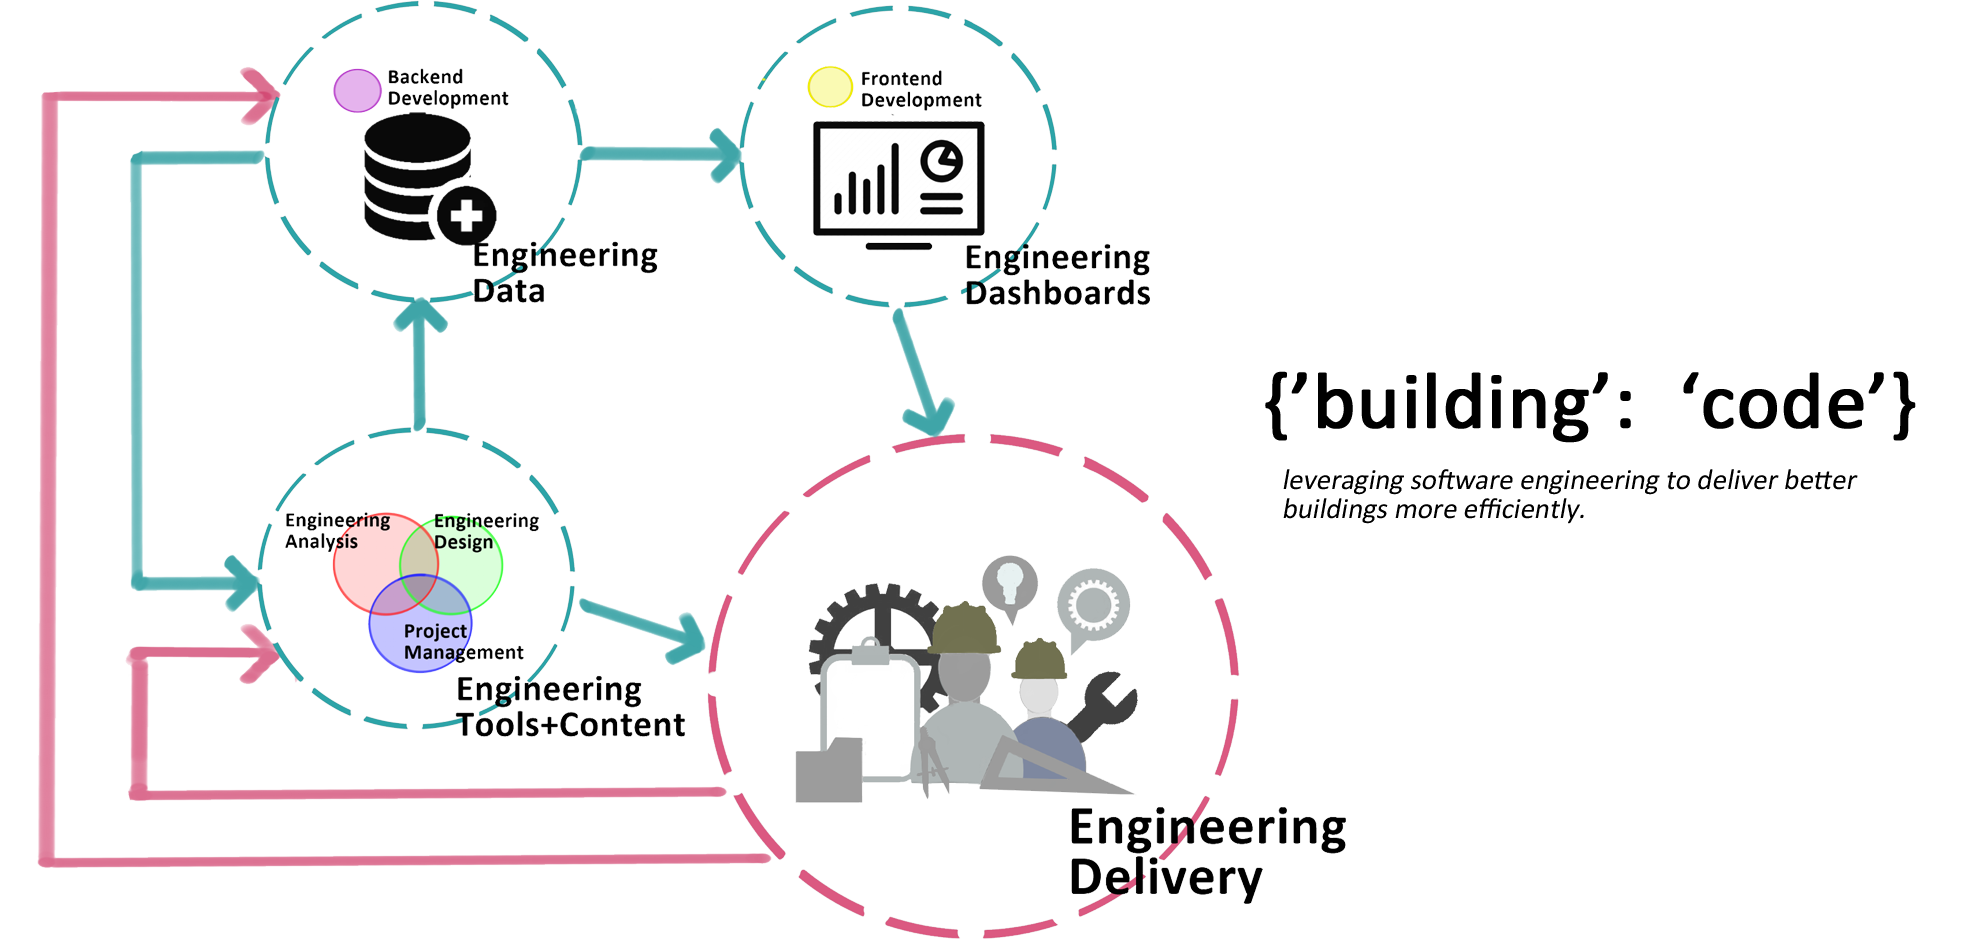 Backend
Development
Engineering
Data
Frontend
Development
Engineering
Dashboards
Engineering
Analysis
Engineering
Design
Project
Management
Engineering
Tools+Content
Engineering
Delivery
{’building’:  ‘code’}
leveraging software engineering to deliver better
buildings more efficiently.